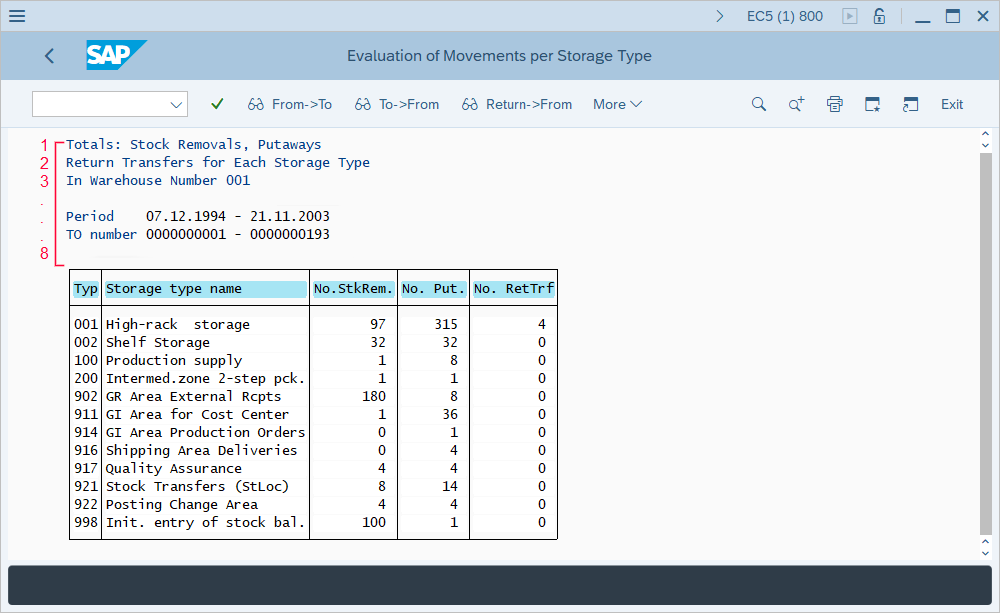 EC5 (1) 800
SAP
Evaluation of Movements per Storage Type
From->To To->From Return->From More Exit
1 Totals: Stock Removals, Putaways
2 Return Transfers for Each Storage Type
3 In Warehouse Number 001
.
. Period 07.12.1994 - 21.11.2003
. TO number 0000000001 - 0000000193
8
Typ Storage type name No.StkRem. No. Put. No. RetTrf
001 High-rack storage 97 315 4
002 Shelf Storage 32 32 0
100 Production supply 1 8 0
200 Intermed.zone 2-step pck. 1 1 0
902 GR Area External Rcpts 180 8 0
911 GI Area for Cost Center 1 36 0
914 GI Area Production Orders 0 1 0
916 Shipping Area Deliveries 0 4 0
917 Quality Assurance 4 4 0
921 Stock Transfers (StLoc) 8 14 0
922 Posting Change Area 4 4 0
998 Init. entry of stock bal. 100 1 0